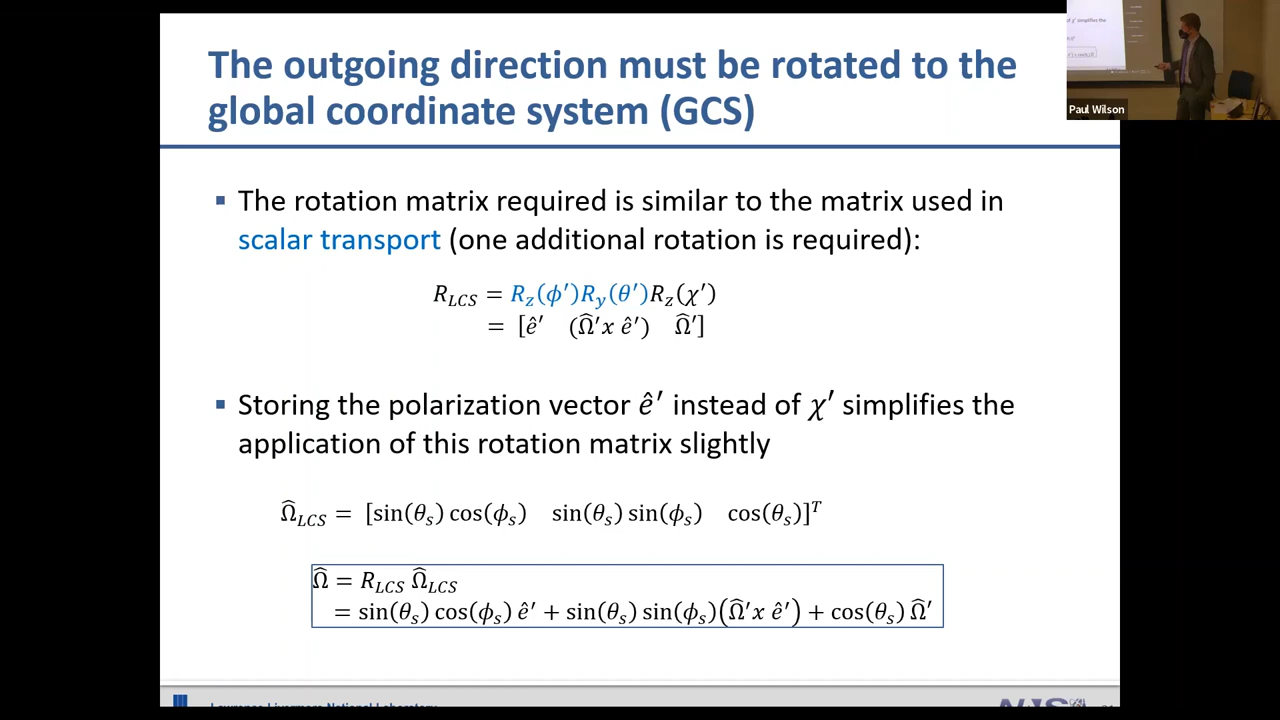 The outgoing direction must be rotated to the
global coordinate system (GCS)
Paul Wilson
▪ The rotation matrix required is similar to the matrix used in
scalar transport (one additional rotation is required):
R_LCS = R_z(ϕ′)R_y(θ′)R_z(χ′)
= [ê′ (Ω̂′x ê′) Ω̂′]
▪ Storing the polarization vector ê′ instead of χ′ simplifies the
application of this rotation matrix slightly
Ω̂_LCS = [sin(θ_s) cos(ϕ_s) sin(θ_s) sin(ϕ_s) cos(θ_s)]^T
Ω̂ = R_LCS Ω̂_LCS
= sin(θ_s) cos(ϕ_s) ê′ + sin(θ_s) sin(ϕ_s)(Ω̂′x ê′) + cos(θ_s) Ω̂′
Lawrence Livermore National Laboratory